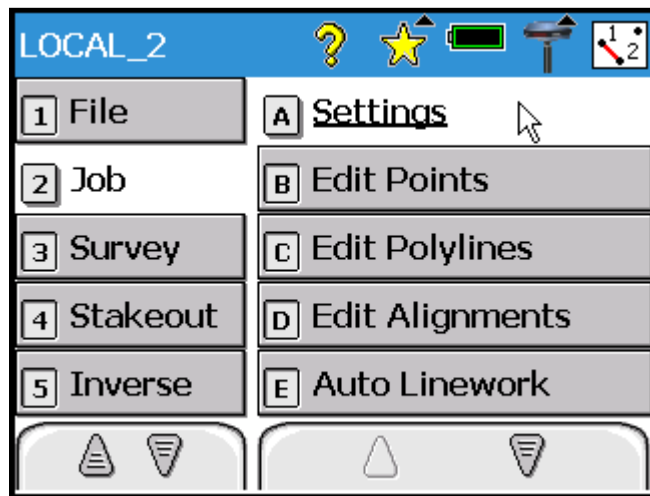 LOCAL_2
1 File
2 Job
3 Survey
4 Stakeout
5 Inverse
A Settings
B Edit Points
C Edit Polylines
D Edit Alignments
E Auto Linework
? 1 2